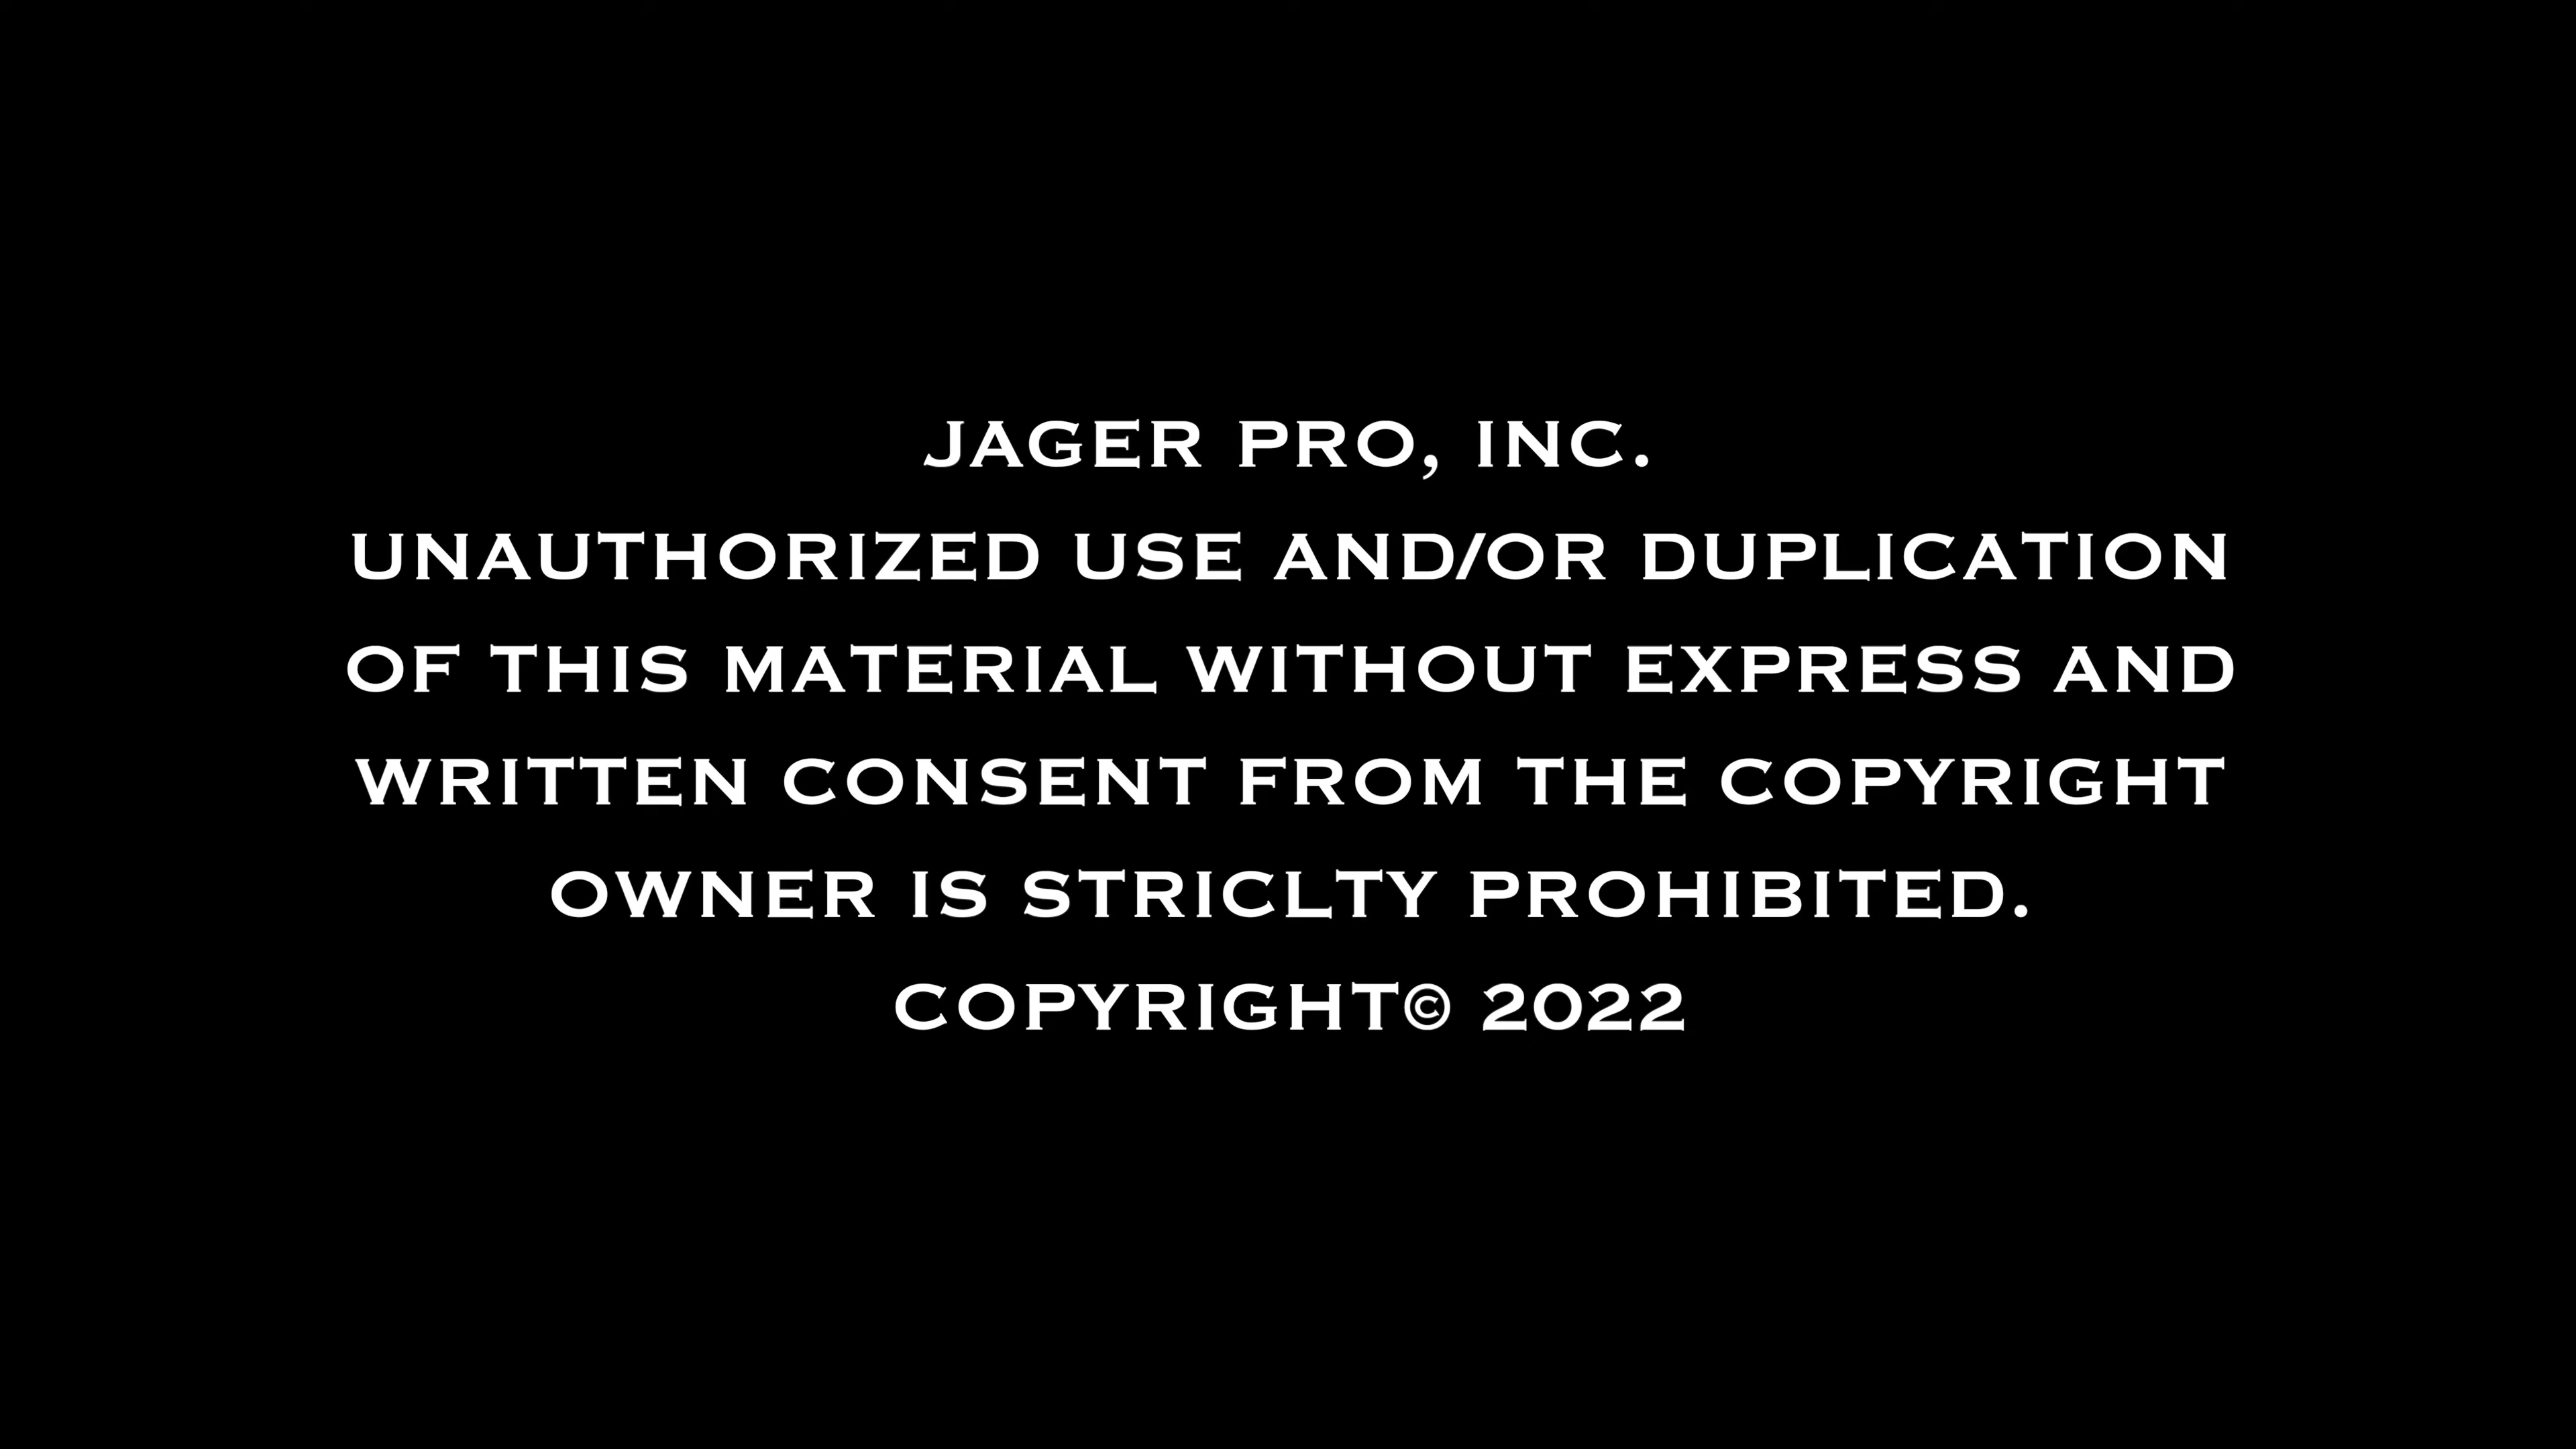 JAGER PRO, INC.
UNAUTHORIZED USE AND/OR DUPLICATION
OF THIS MATERIAL WITHOUT EXPRESS AND
WRITTEN CONSENT FROM THE COPYRIGHT
OWNER IS STRICLTY PROHIBITED.
COPYRIGHT© 2022